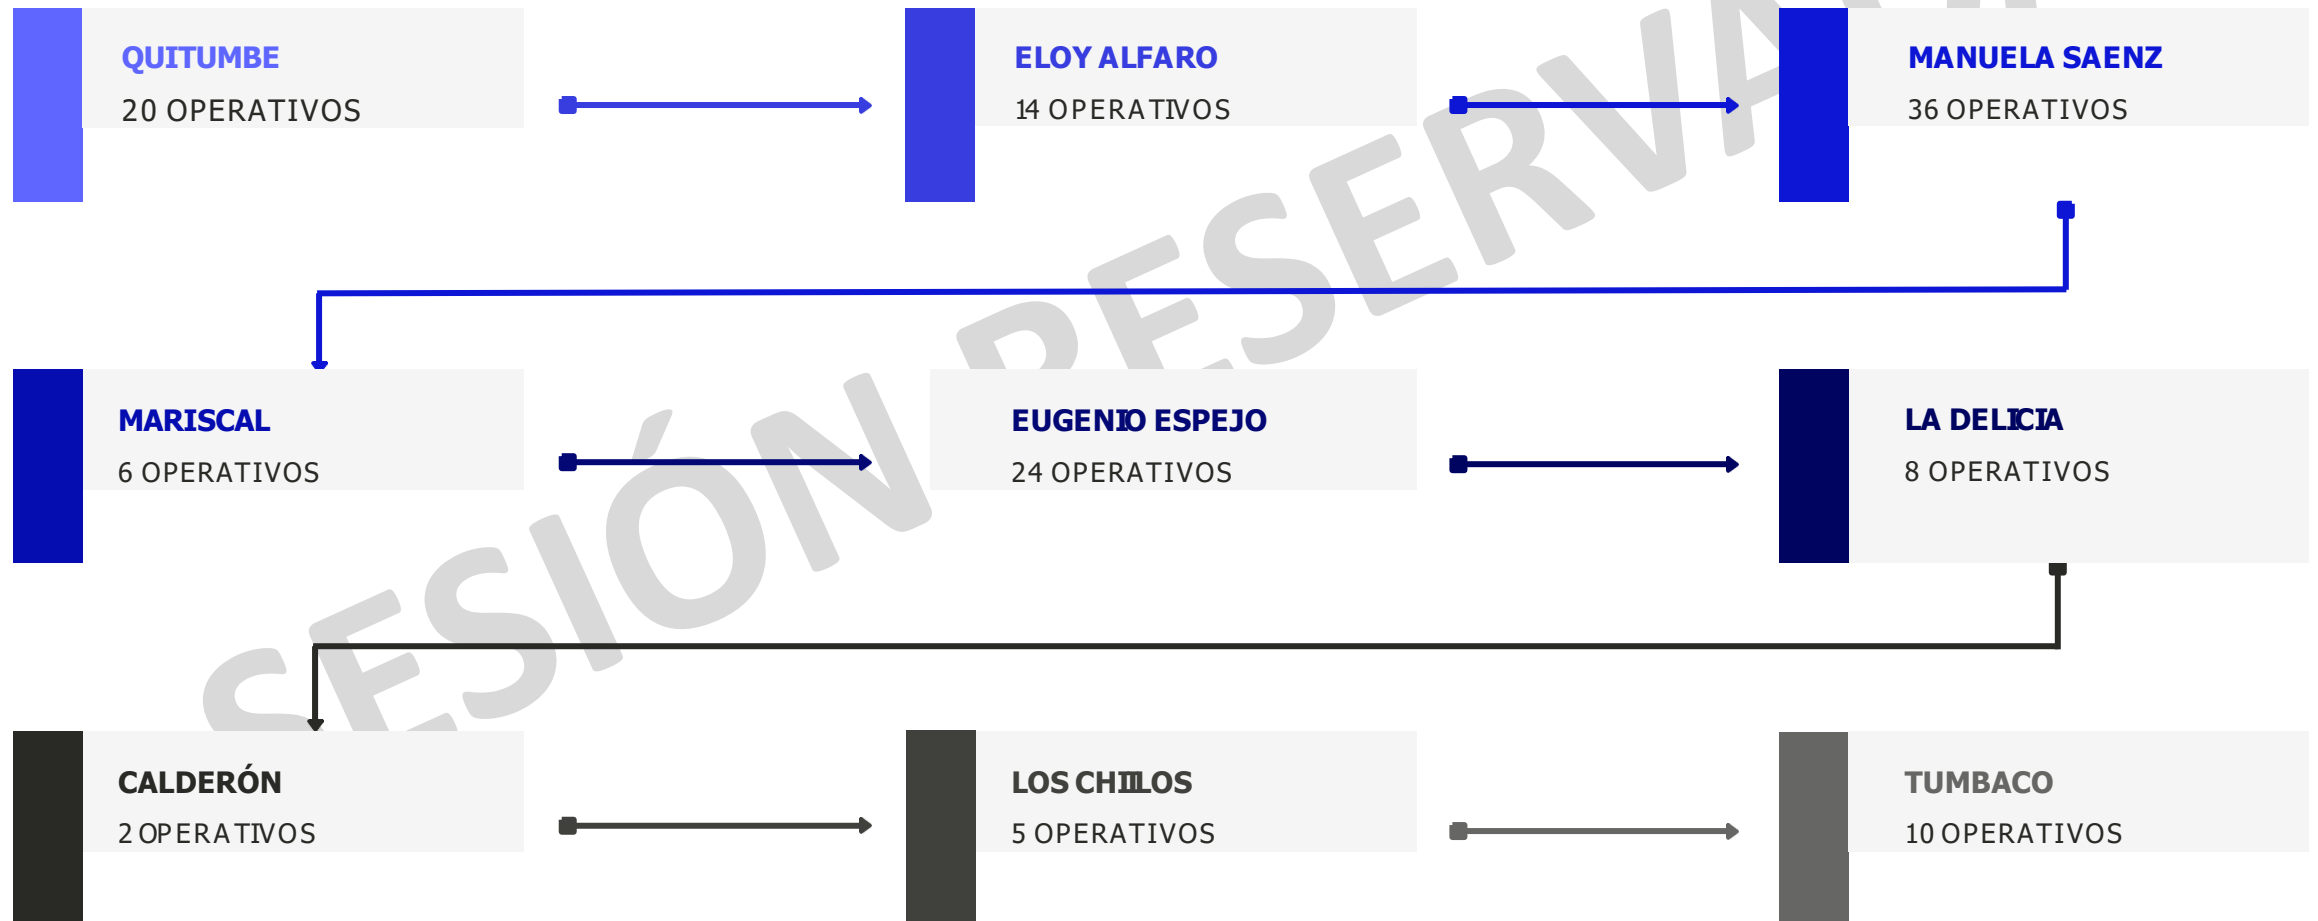 QUITUMBE
20 OPERATIVOS
ELOY ALFARO
14 OPERATIVOS
MANUELA SAENZ
36 OPERATIVOS
MARISCAL
6 OPERATIVOS
EUGENIO ESPEJO
24 OPERATIVOS
LA DELICIA
8 OPERATIVOS
CALDERÓN
2 OPERATIVOS
LOS CHILLOS
5 OPERATIVOS
TUMBACO
10 OPERATIVOS
SESIÓN